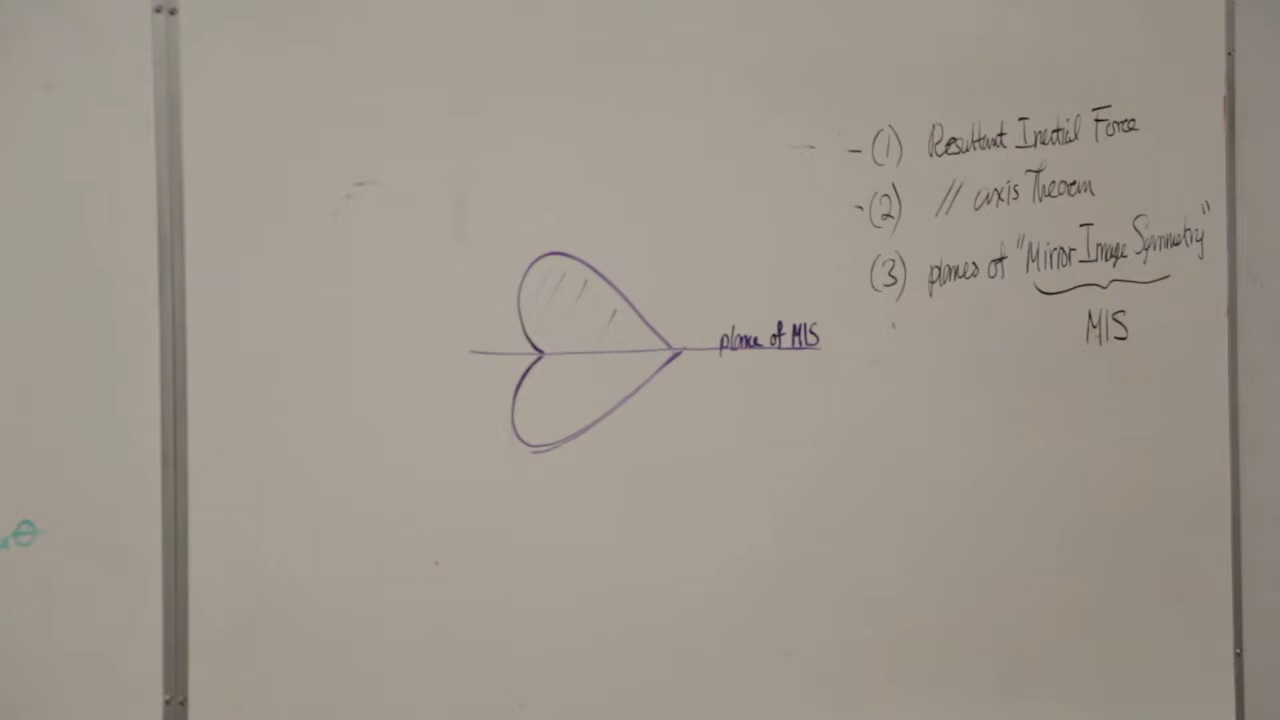 - (1) Resultant Inertial Force
- (2) // axis Theorem
(3) planes of "Mirror Image Symmetry"
MIS
plane of MIS